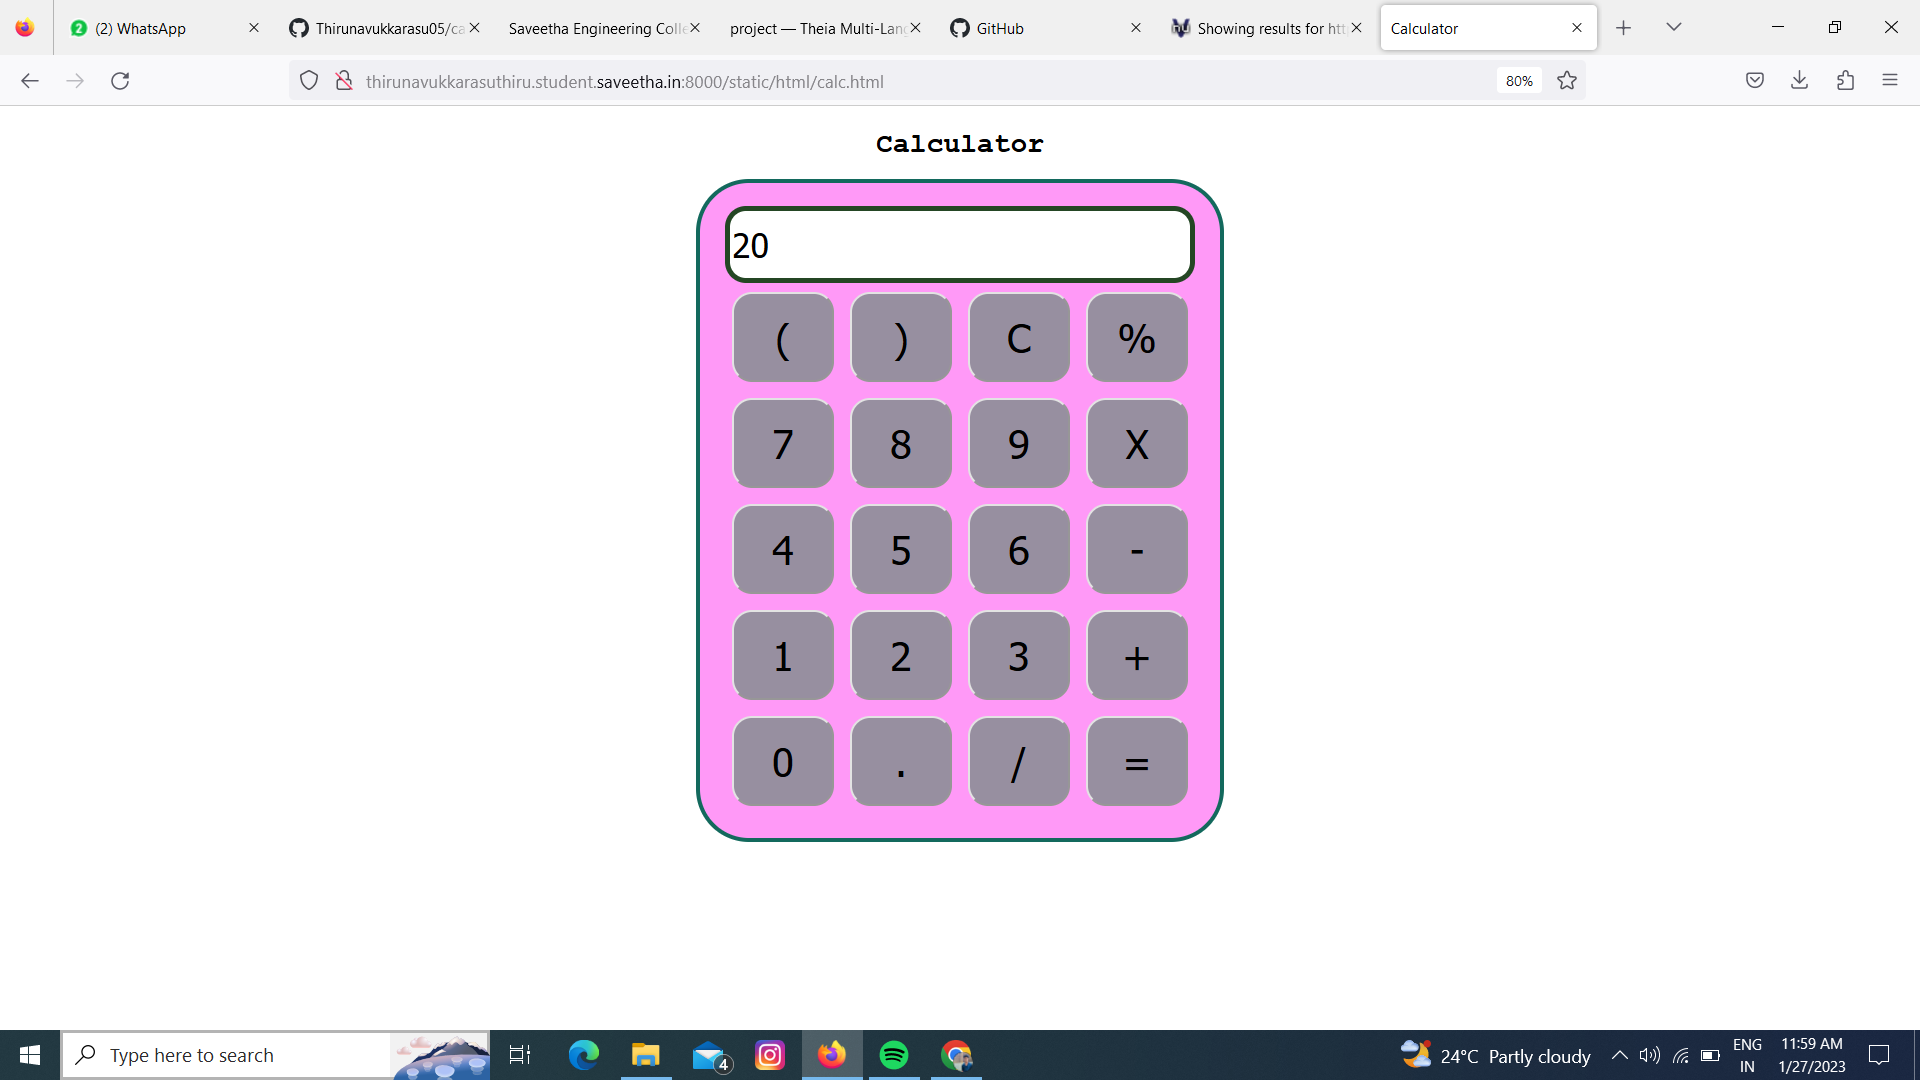 (2) WhatsApp
Thirunavukkarasu05/ca
Saveetha Engineering Colle
project — Theia Multi-Lang
GitHub
Showing results for htt
Calculator
thirunavukkarasuthiru.student.saveetha.in:8000/static/html/calc.html
80%
Calculator
20
( ) C %
7 8 9 X
4 5 6 -
1 2 3 +
0 . / =
Type here to search
4
24°C Partly cloudy
ENG
IN
11:59 AM
1/27/2023